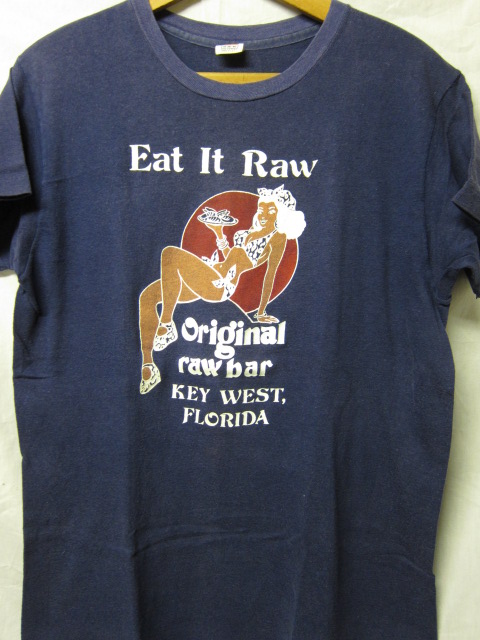 Eat It Raw
Original
raw bar
KEY WEST,
FLORIDA